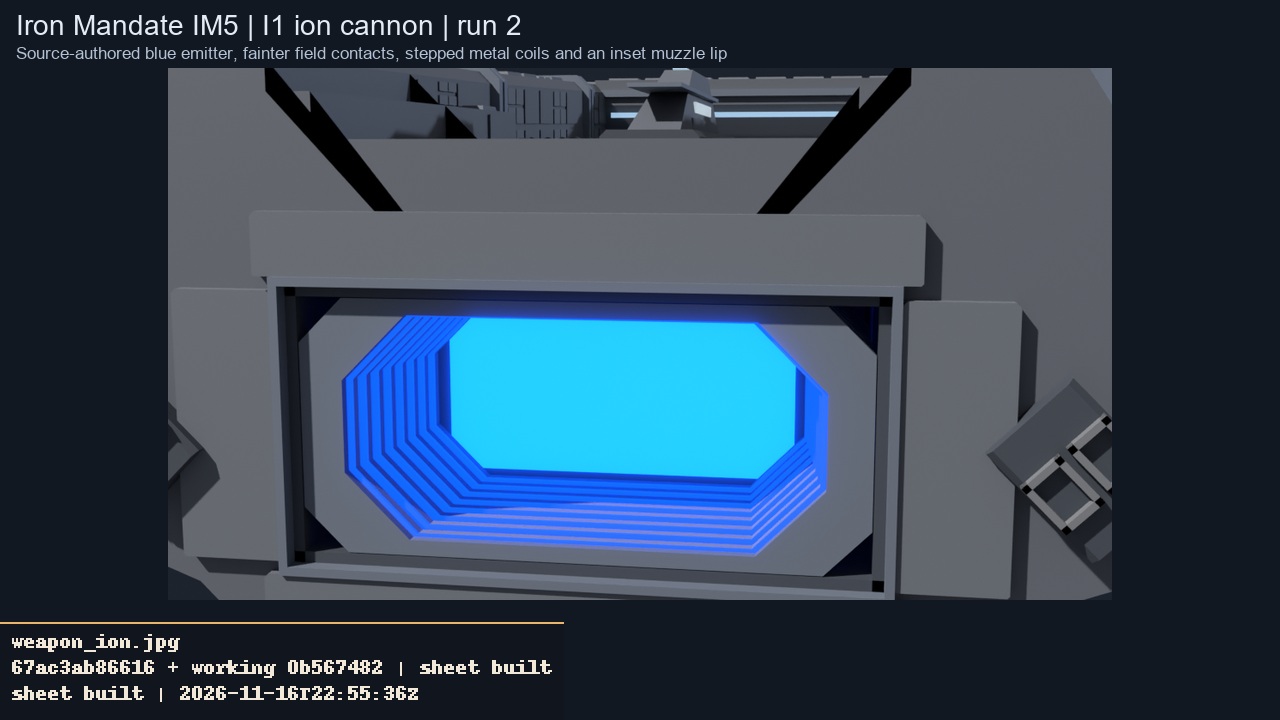 Iron Mandate IM5 | I1 ion cannon | run 2
Source-authored blue emitter, fainter field contacts, stepped metal coils and an inset muzzle lip
weapon_ion.jpg
67ac3ab86616 + working 0b567482 | sheet built
sheet built | 2026-11-16T22:55:36Z